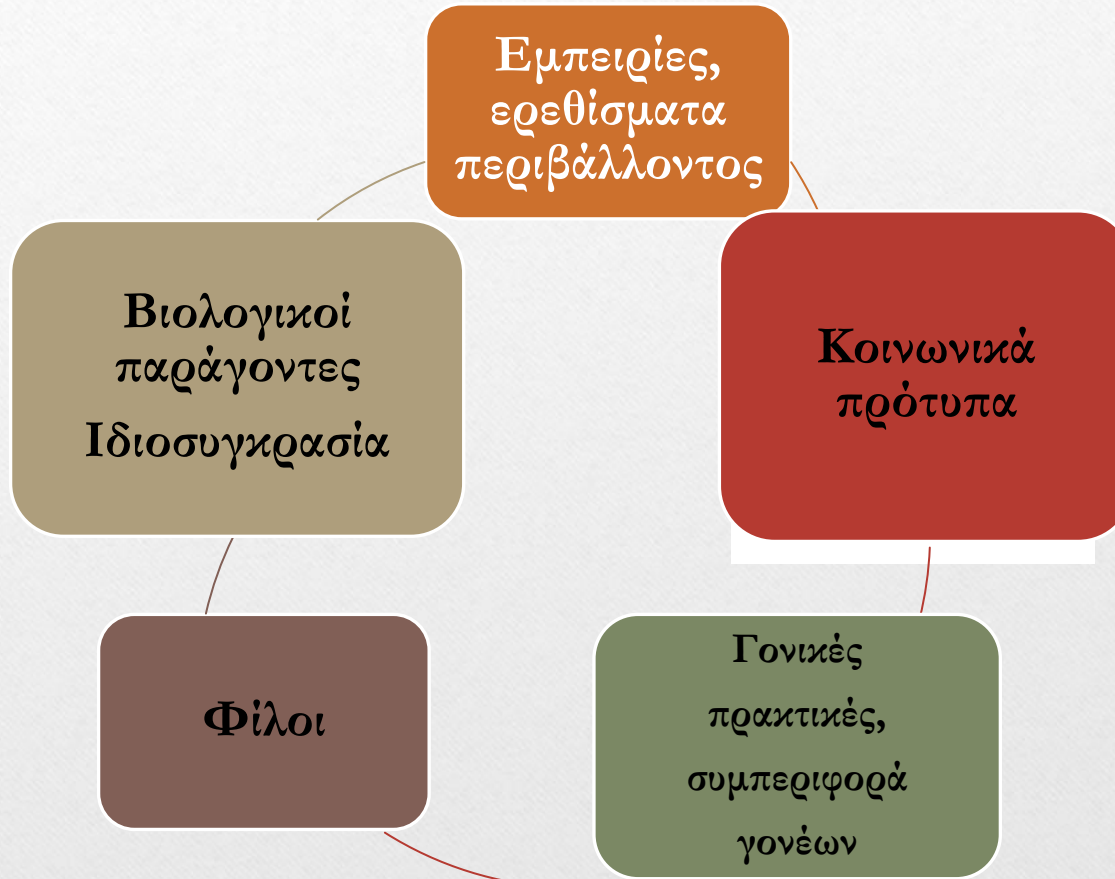 Εμπειρίες,
ερεθίσματα
περιβάλλοντος
Βιολογικοί
παράγοντες
Ιδιοσυγκρασία
Κοινωνικά
πρότυπα
Φίλοι
Γονικές
πρακτικές,
συμπεριφορά
γονέων